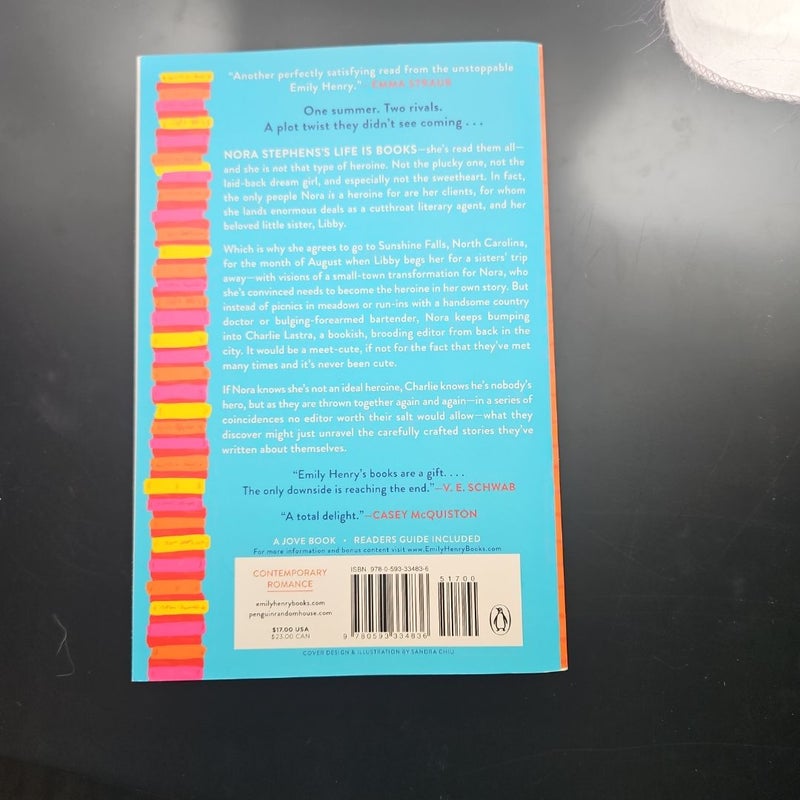 "Another perfectly satisfying read from the unstoppable
Emily Henry."—EMMA STRAUB
One summer. Two rivals.
A plot twist they didn't see coming . . .
NORA STEPHENS'S LIFE IS BOOKS—she's read them all—
and she is not that type of heroine. Not the plucky one, not the
laid-back dream girl, and especially not the sweetheart. In fact,
the only people Nora is a heroine for are her clients, for whom
she lands enormous deals as a cutthroat literary agent, and her
beloved little sister, Libby.
Which is why she agrees to go to Sunshine Falls, North Carolina,
for the month of August when Libby begs her for a sisters' trip
away—with visions of a small-town transformation for Nora, who
she's convinced needs to become the heroine in her own story. But
instead of picnics in meadows or run-ins with a handsome country
doctor or bulging-forearmed bartender, Nora keeps bumping
into Charlie Lastra, a bookish, brooding editor from back in the
city. It would be a meet-cute, if not for the fact that they've met
many times and it's never been cute.
If Nora knows she's not an ideal heroine, Charlie knows he's nobody's
hero, but as they are thrown together again and again—in a series of
coincidences no editor worth their salt would allow—what they
discover might just unravel the carefully crafted stories they've
written about themselves.
"Emily Henry's books are a gift. . . .
The only downside is reaching the end."—V. E. SCHWAB
"A total delight."—CASEY McQUISTON
A JOVE BOOK • READERS GUIDE INCLUDED
For more information and bonus content visit www.EmilyHenryBooks.com
CONTEMPORARY
ROMANCE
emilyhenrybooks.com
penguinrandomhouse.com
$17.00 USA
$23.00 CAN
ISBN 978-0-593-33483-6
51700
9 780593 334836
COVER DESIGN & ILLUSTRATION BY SANDRA CHIU